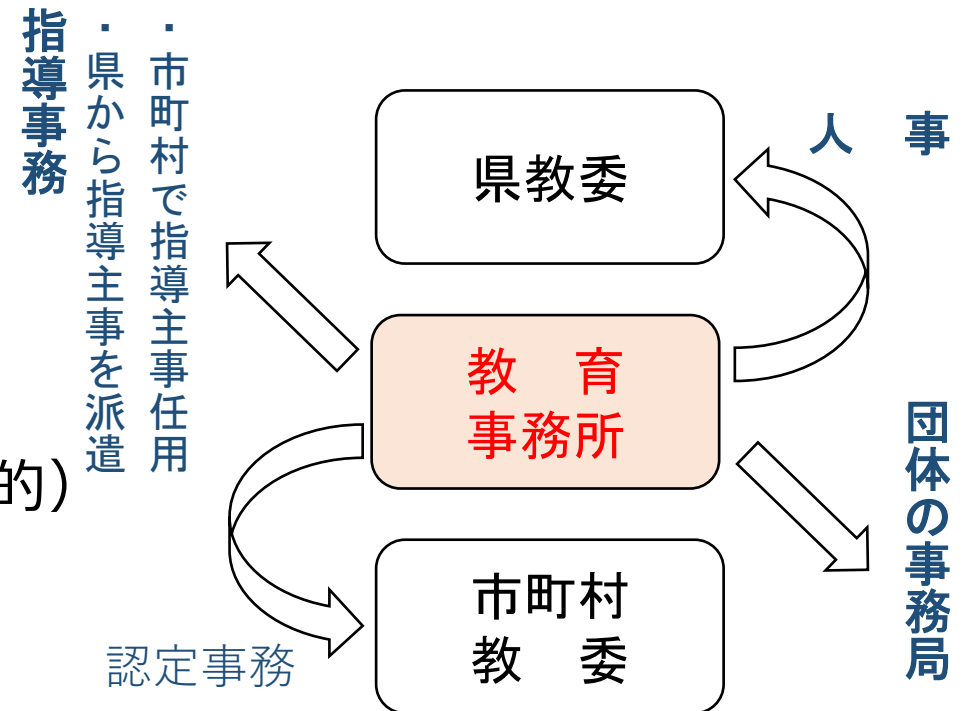 指導事務
・市町村で指導主事任用
・県から指導主事を派遣
県教委
人　事
教　育
事務所
団体の事務局
的）
市町村
教　委
認定事務